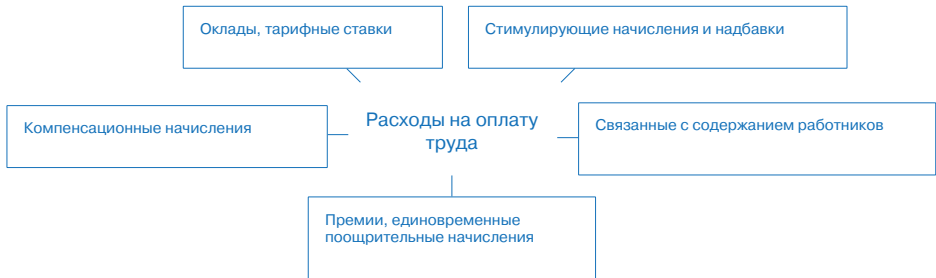 Оклады, тарифные ставки
Стимулирующие начисления и надбавки
Компенсационные начисления
Расходы на оплату
труда
Связанные с содержанием работников
Премии, единовременные
поощрительные начисления